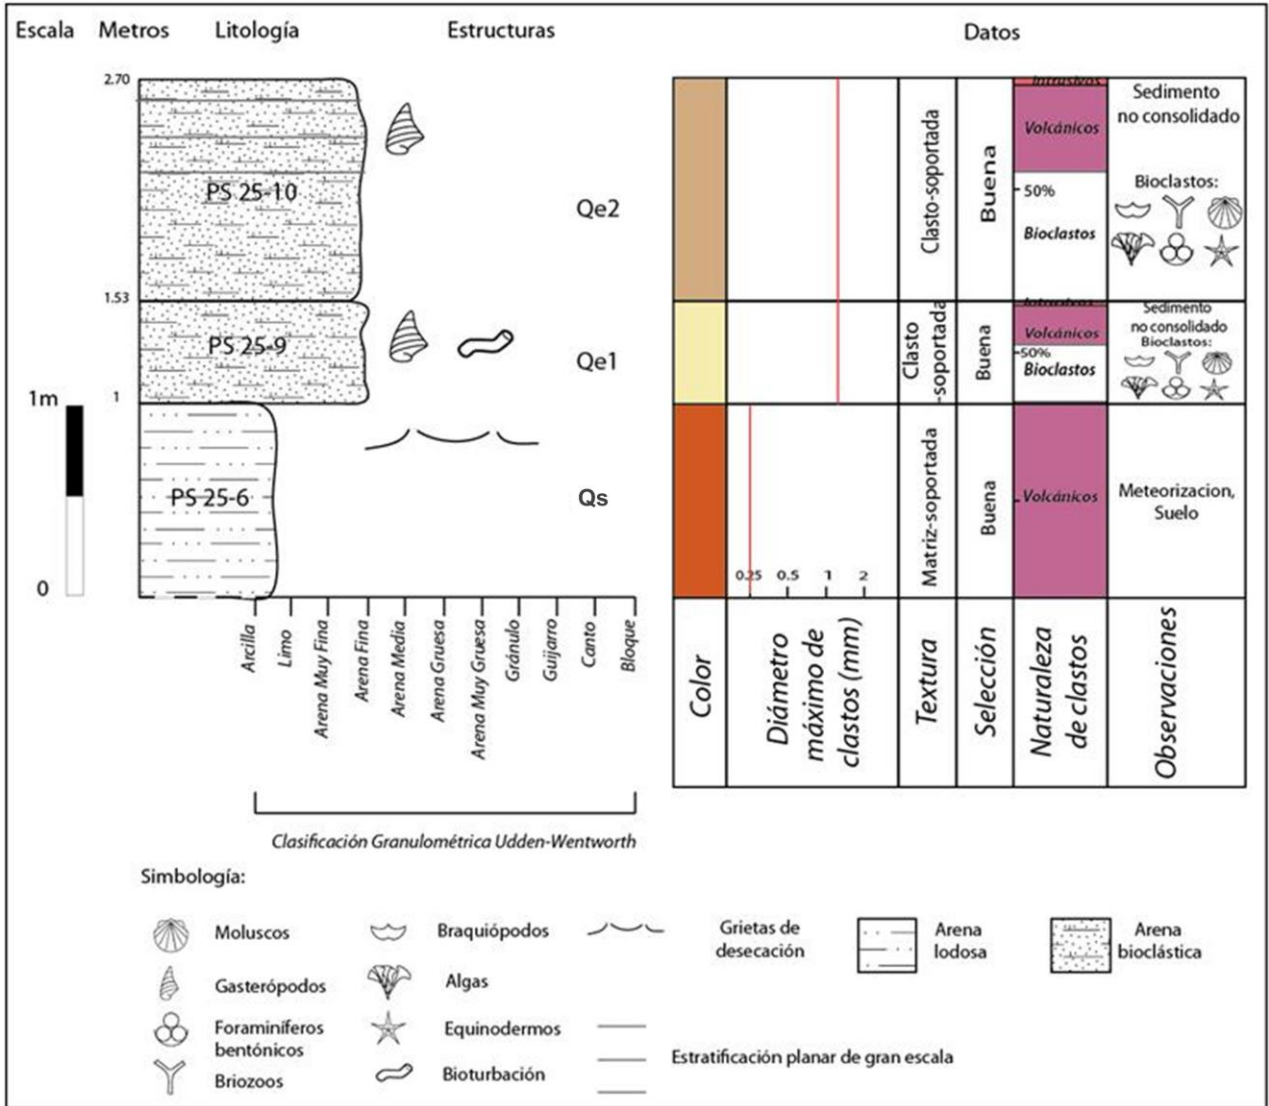 Escala Metros Litología Estructuras Datos
2.70
PS 25-10
Qe2
1.53
PS 25-9
Qe1
1m
1
PS 25-6
Qs
0
Arcilla
Limo
Arena Muy Fina
Arena Fina
Arena Media
Arena Gruesa
Arena Muy Gruesa
Gránulo
Guijarro
Canto
Bloque
Clasificación Granulométrica Udden-Wentworth
Clasto-soportada
Buena
Intrusivos
Volcánicos
50%
Bioclastos
Sedimento
no consolidado
Bioclastos:
Clasto
-soportada
Buena
Intrusivos
Volcánicos
50%
Bioclastos
Sedimento
no consolidado
Bioclastos:
0.25 0.5 1 2
Matriz-soportada
Buena
Volcánicos
Meteorizacion,
Suelo
Color
Diámetro
máximo de
clastos (mm)
Textura
Selección
Naturaleza
de clastos
Observaciones
Simbología:
Moluscos
Gasterópodos
Foraminíferos
bentónicos
Briozoos
Braquiópodos
Algas
Equinodermos
Bioturbación
Grietas de
desecación
Estratificación planar de gran escala
Arena
lodosa
Arena
bioclástica